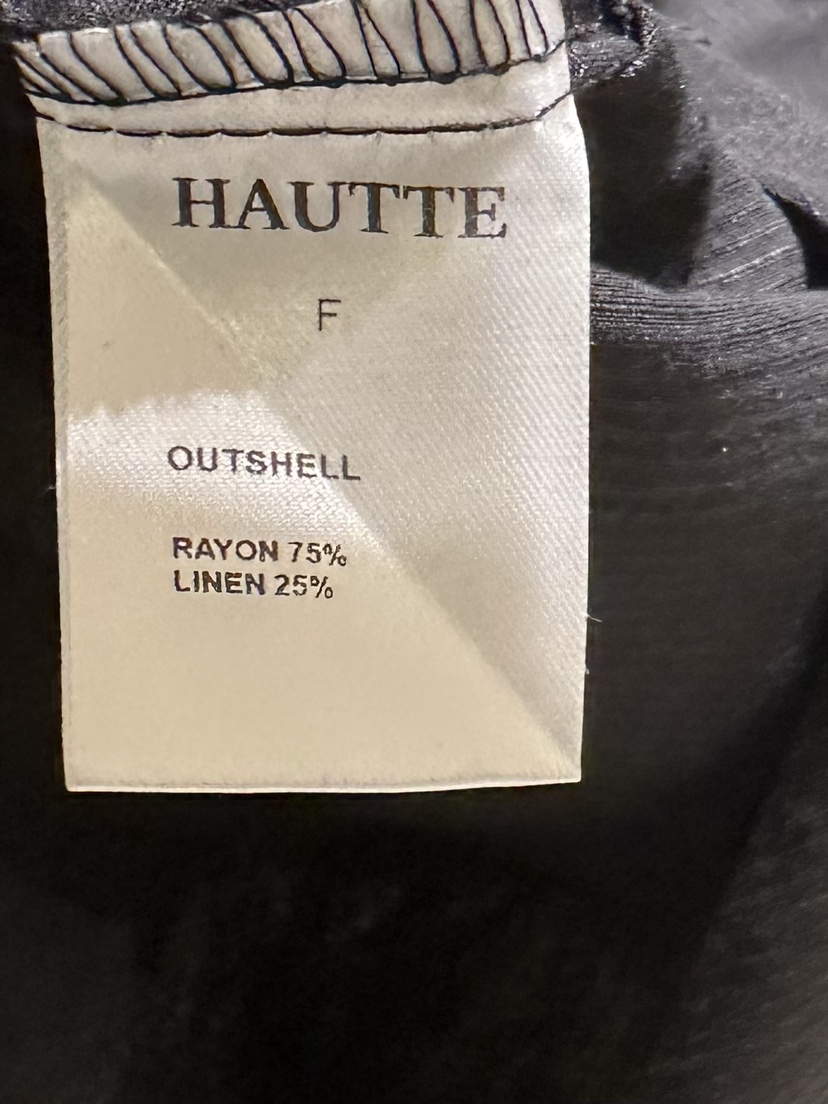 HAUTTE
F
OUTSHELL
RAYON 75%
LINEN 25%